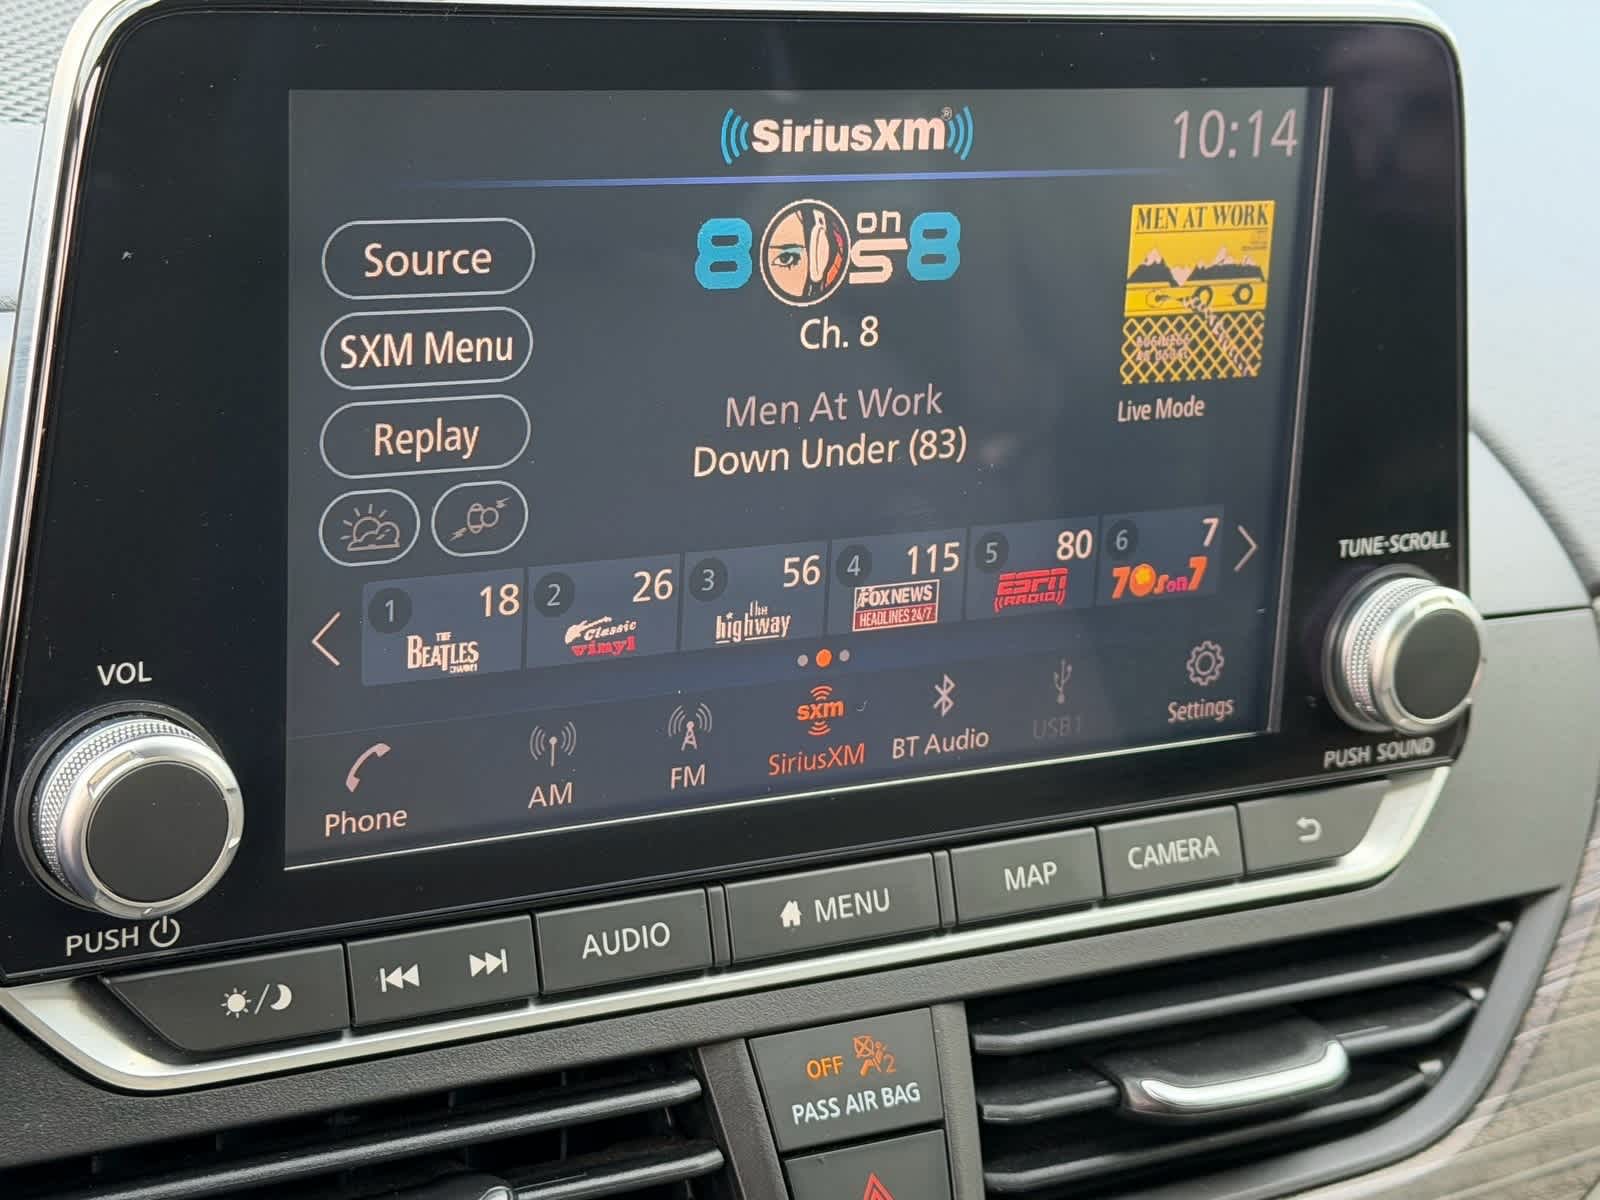 SiriusXM®
10:14
Source
8 0s on 8
MEN AT WORK
Ch. 8
SXM Menu
Men At Work
Live Mode
Replay
Down Under (83)
1 18
THE BEATLES
2 26
Classic vinyl
3 56
the highway
4 115
FOX NEWS
HEADLINES 24/7
5 80
ESPN
RADIO
6 7
70s on 7
TUNE·SCROLL
PUSH SOUND
VOL
PUSH
Phone
AM
FM
sxm
SiriusXM
BT Audio
USB1
Settings
AUDIO
MENU
MAP
CAMERA
OFF 2
PASS AIR BAG